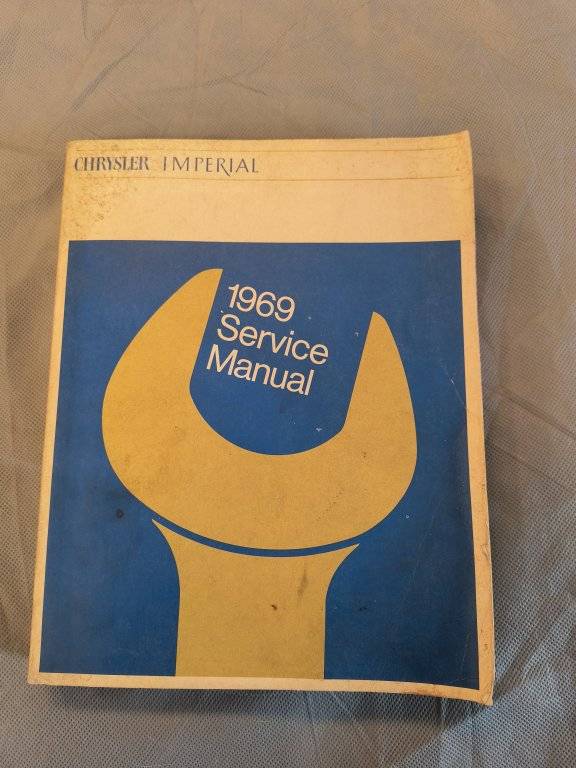 CHRYSLER IMPERIAL
1969
Service
Manual